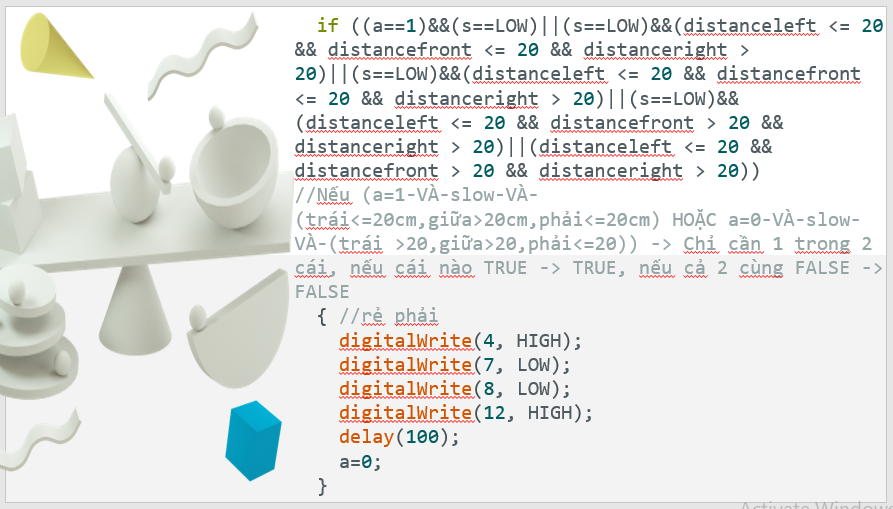 if ((a==1)&&(s==LOW)||(s==LOW)&&(distanceleft <= 20
&& distancefront <= 20 && distanceright >
20)||(s==LOW)&&(distanceleft <= 20 && distancefront
<= 20 && distanceright > 20)||(s==LOW)&&
(distanceleft <= 20 && distancefront > 20 &&
distanceright > 20)||(distanceleft <= 20 &&
distancefront > 20 && distanceright > 20))
//Nếu (a=1-VÀ-slow-VÀ-
(trái<=20cm,giữa>20cm,phải<=20cm) HOẶC a=0-VÀ-slow-
VÀ-(trái >20,giữa>20,phải<=20)) -> Chỉ cần 1 trong 2
cái, nếu cái nào TRUE -> TRUE, nếu cả 2 cùng FALSE ->
FALSE
{ //rẻ phải
digitalWrite(4, HIGH);
digitalWrite(7, LOW);
digitalWrite(8, LOW);
digitalWrite(12, HIGH);
delay(100);
a=0;
}
Activate Window